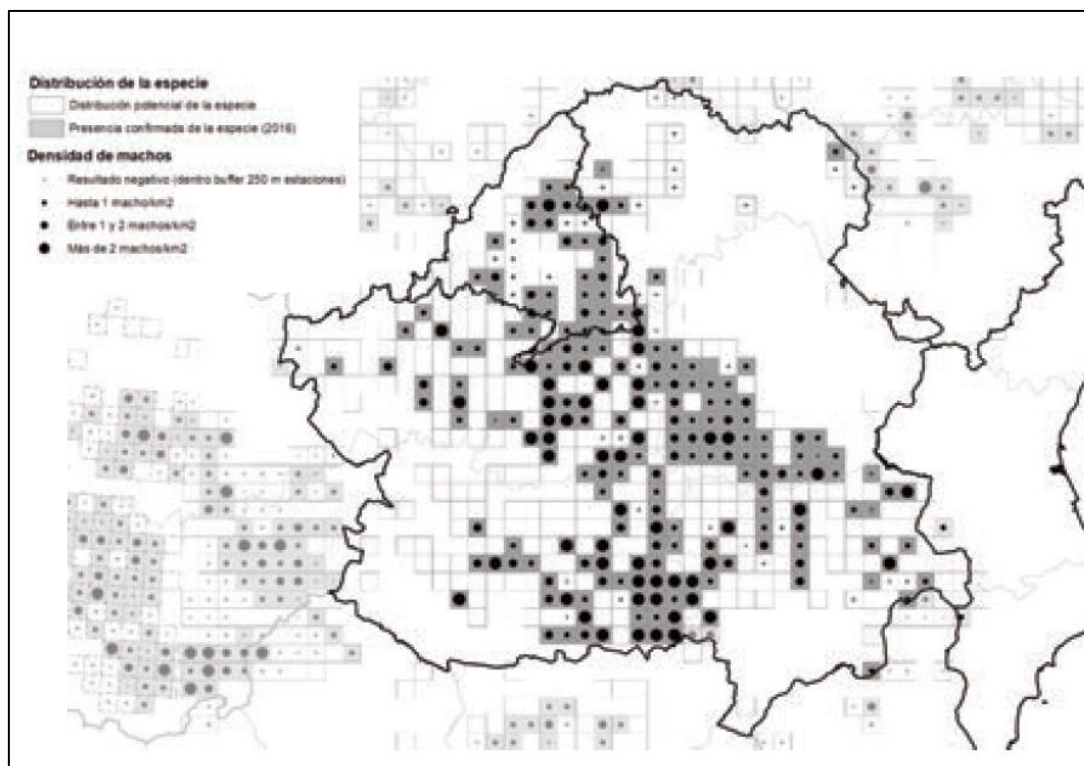 Distribución de la especie
Distribución potencial de la especie
Presencia confirmada de la especie (2016)
Densidad de machos
Resultado negativo (dentro buffer 250 m estaciones)
Hasta 1 macho/km2
Entre 1 y 2 machos/km2
Más de 2 machos/km2